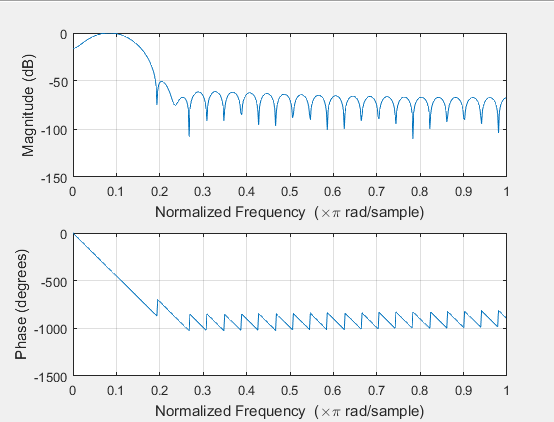 Magnitude (dB)
0
-50
-100
-150
0 0.1 0.2 0.3 0.4 0.5 0.6 0.7 0.8 0.9 1
Normalized Frequency (×π rad/sample)
Phase (degrees)
0
-500
-1000
-1500
0 0.1 0.2 0.3 0.4 0.5 0.6 0.7 0.8 0.9 1
Normalized Frequency (×π rad/sample)